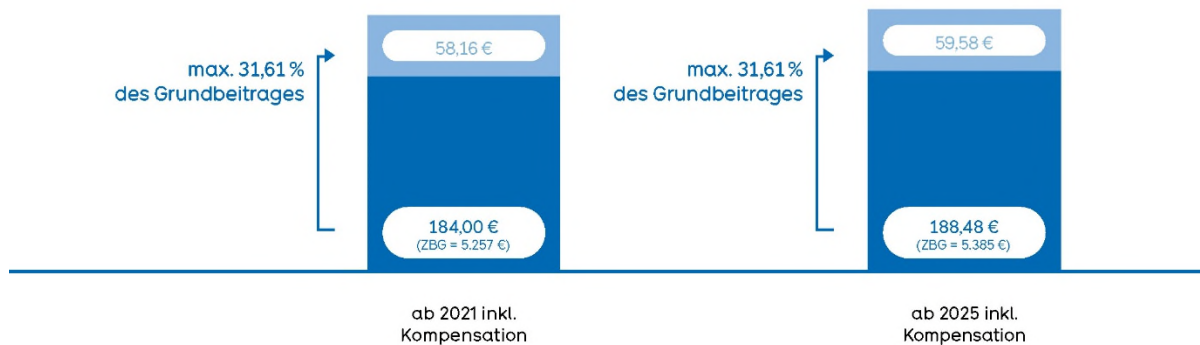 58,16 €
max. 31,61 %
des Grundbeitrages
184,00 €
(ZBG = 5.257 €)
ab 2021 inkl.
Kompensation
59,58 €
max. 31,61 %
des Grundbeitrages
188,48 €
(ZBG = 5.385 €)
ab 2025 inkl.
Kompensation